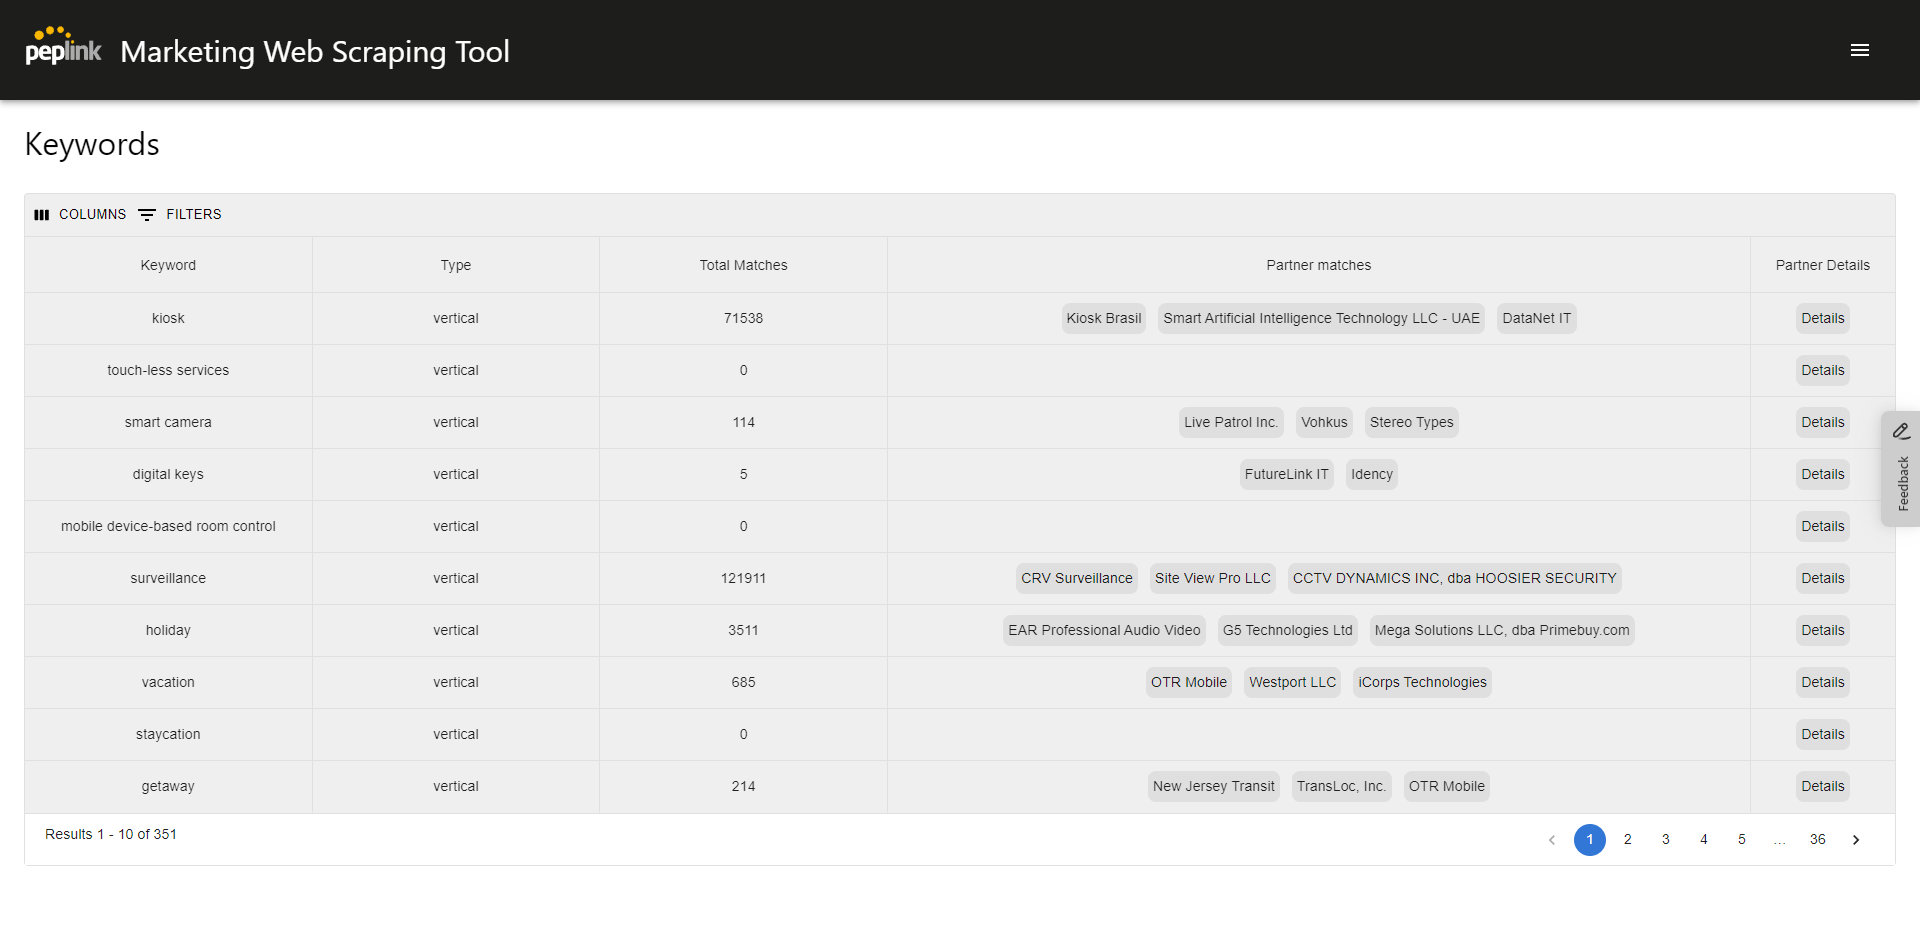 peplink Marketing Web Scraping Tool
Keywords
COLUMNS FILTERS
Keyword Type Total Matches Partner matches Partner Details
kiosk vertical 71538 Kiosk Brasil Smart Artificial Intelligence Technology LLC - UAE DataNet IT Details
touch-less services vertical 0 Details
smart camera vertical 114 Live Patrol Inc. Vohkus Stereo Types Details
digital keys vertical 5 FutureLink IT Idency Details
Feedback
mobile device-based room control vertical 0 Details
surveillance vertical 121911 CRV Surveillance Site View Pro LLC CCTV DYNAMICS INC, dba HOOSIER SECURITY Details
holiday vertical 3511 EAR Professional Audio Video G5 Technologies Ltd Mega Solutions LLC, dba Primebuy.com Details
vacation vertical 685 OTR Mobile Westport LLC iCorps Technologies Details
staycation vertical 0 Details
getaway vertical 214 New Jersey Transit TransLoc, Inc. OTR Mobile Details
Results 1 - 10 of 351 1 2 3 4 5 ... 36